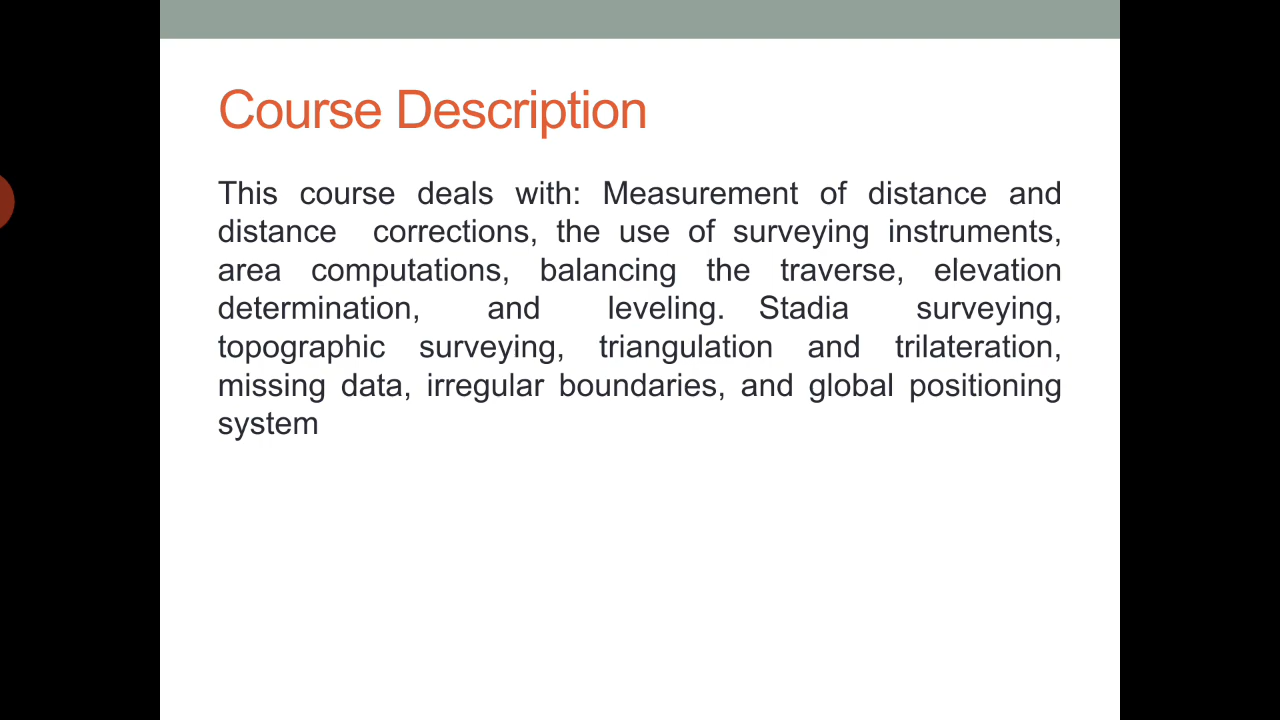 Course Description
This course deals with: Measurement of distance and
distance corrections, the use of surveying instruments,
area computations, balancing the traverse, elevation
determination, and leveling. Stadia surveying,
topographic surveying, triangulation and trilateration,
missing data, irregular boundaries, and global positioning
system